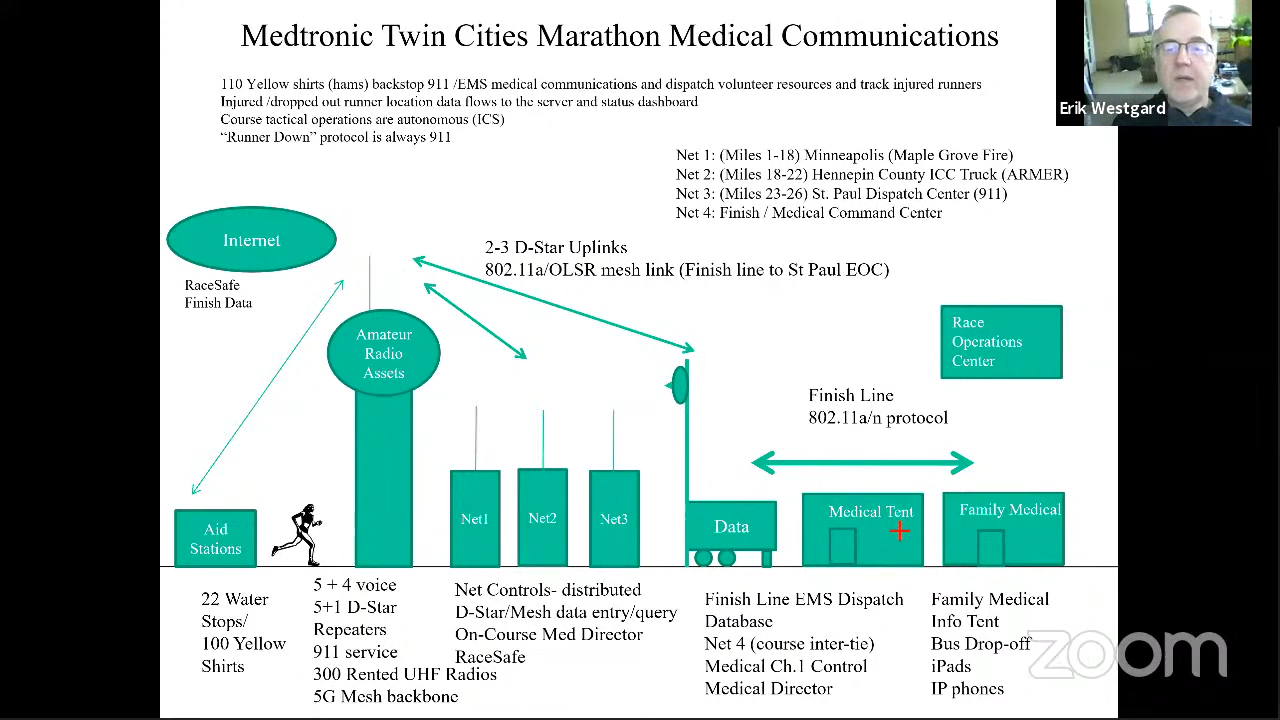 Medtronic Twin Cities Marathon Medical Communications
Erik Westgard
110 Yellow shirts (hams) backstop 911 /EMS medical communications and dispatch volunteer resources and track injured runners
Injured /dropped out runner location data flows to the server and status dashboard
Course tactical operations are autonomous (ICS)
“Runner Down” protocol is always 911
Net 1: (Miles 1-18) Minneapolis (Maple Grove Fire)
Net 2: (Miles 18-22) Hennepin County ICC Truck (ARMER)
Net 3: (Miles 23-26) St. Paul Dispatch Center (911)
Net 4: Finish / Medical Command Center
Internet
RaceSafe
Finish Data
2-3 D-Star Uplinks
802.11a/OLSR mesh link (Finish line to St Paul EOC)
Amateur
Radio
Assets
Race
Operations
Center
Finish Line
802.11a/n protocol
Aid
Stations
Net1
Net2
Net3
Data
Medical Tent
Family Medical
22 Water
Stops/
100 Yellow
Shirts
5 + 4 voice
5+1 D-Star
Repeaters
911 service
300 Rented UHF Radios
5G Mesh backbone
Net Controls- distributed
D-Star/Mesh data entry/query
On-Course Med Director
RaceSafe
Finish Line EMS Dispatch
Database
Net 4 (course inter-tie)
Medical Ch.1 Control
Medical Director
Family Medical
Info Tent
Bus Drop-off
iPads
IP phones
zoom